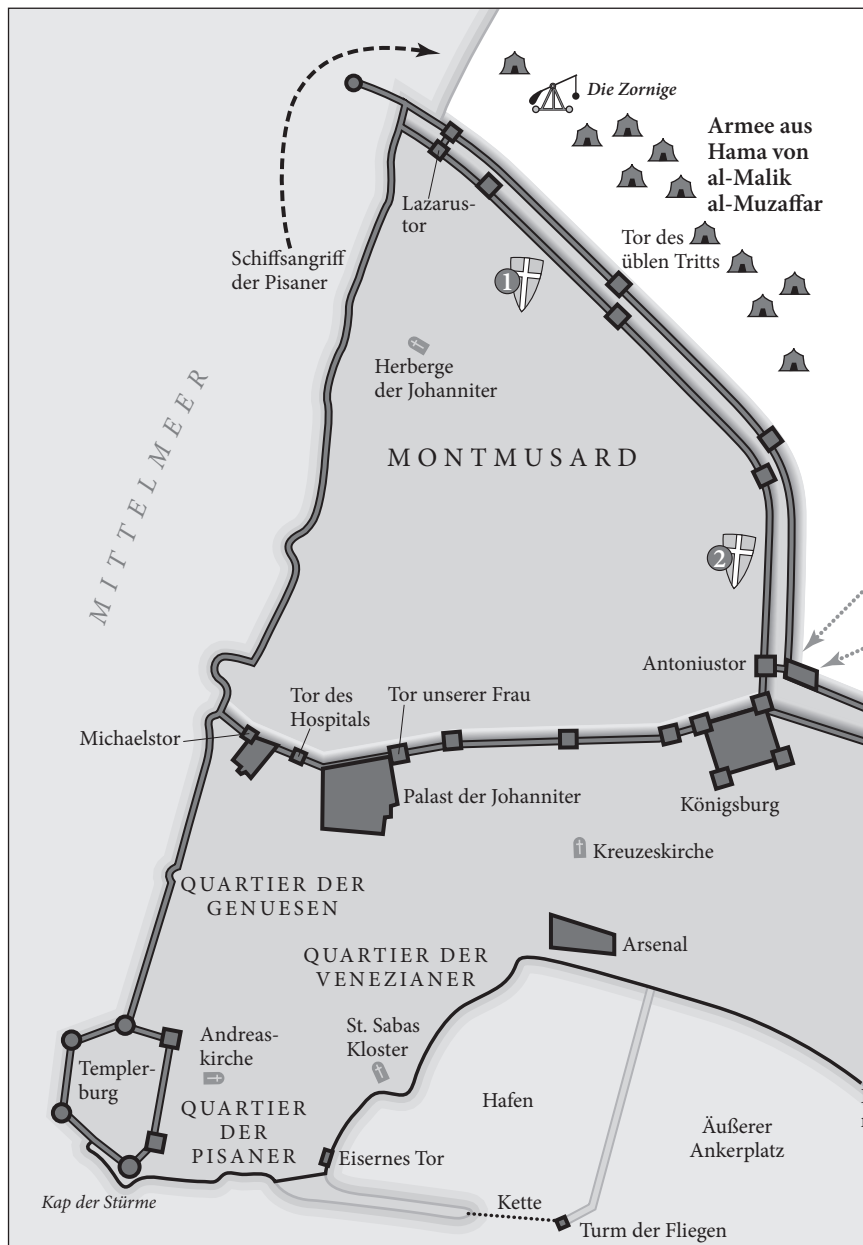 Die Zornige
Armee aus
Hama von
al-Malik
al-Muzaffar
Lazarus-
tor
Tor des
üblen Tritts
Schiffsangriff
der Pisaner
1
Herberge
der Johanniter
MITTELMEER
MONTMUSARD
2
Antoniustor
Tor des
Hospitals
Tor unserer Frau
Michaelstor
Palast der Johanniter
Königsburg
Kreuzeskirche
QUARTIER DER
GENUESEN
QUARTIER DER
VENEZIANER
Arsenal
Andreas-
kirche
St. Sabas
Kloster
Templer-
burg
Hafen
QUARTIER
DER
PISANER
Äußerer
Ankerplatz
Eisernes Tor
Kap der Stürme
Kette
Turm der Fliegen